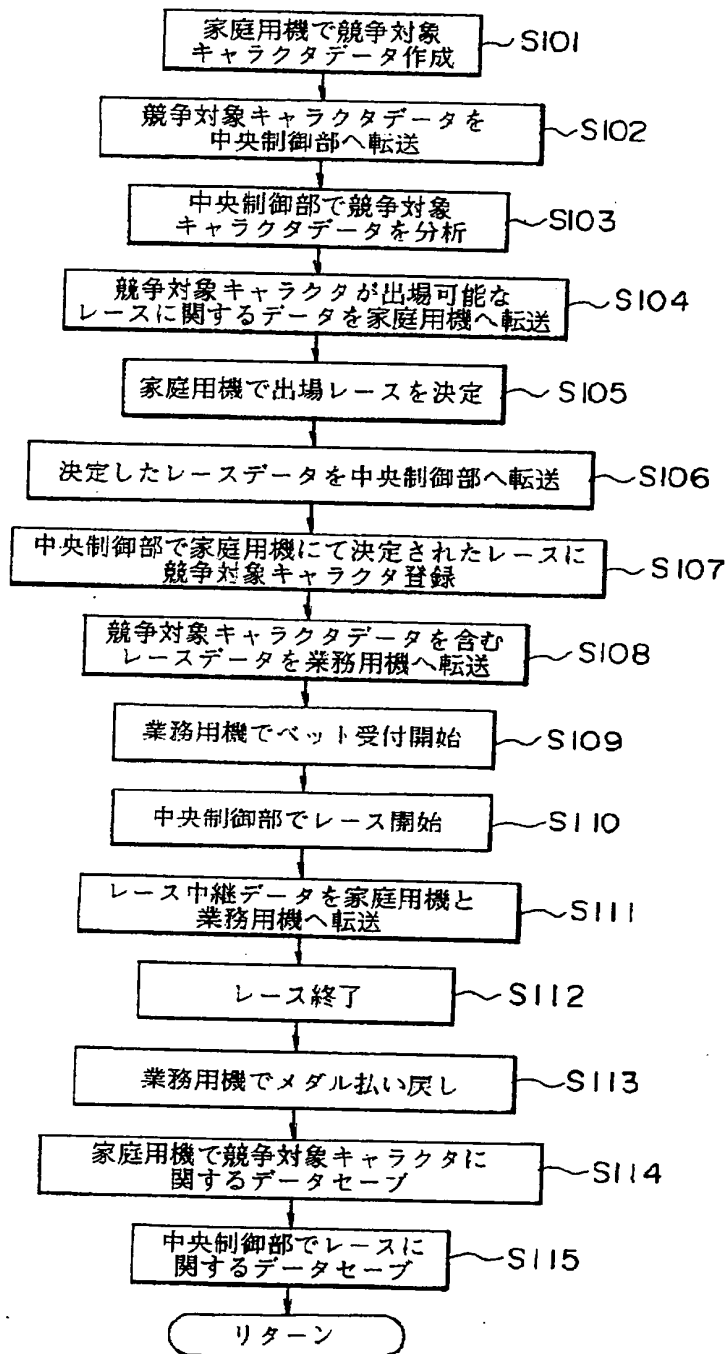 家庭用機で競争対象
キャラクタデータ作成
S101
競争対象キャラクタデータを
中央制御部へ転送
S102
中央制御部で競争対象
キャラクタデータを分析
S103
競争対象キャラクタが出場可能な
レースに関するデータを家庭用機へ転送
S104
家庭用機で出場レースを決定
S105
決定したレースデータを中央制御部へ転送
S106
中央制御部で家庭用機にて決定されたレースに
競争対象キャラクタ登録
S107
競争対象キャラクタデータを含む
レースデータを業務用機へ転送
S108
業務用機でベット受付開始
S109
中央制御部でレース開始
S110
レース中継データを家庭用機と
業務用機へ転送
S111
レース終了
S112
業務用機でメダル払い戻し
S113
家庭用機で競争対象キャラクタに
関するデータセーブ
S114
中央制御部でレースに
関するデータセーブ
S115
リターン